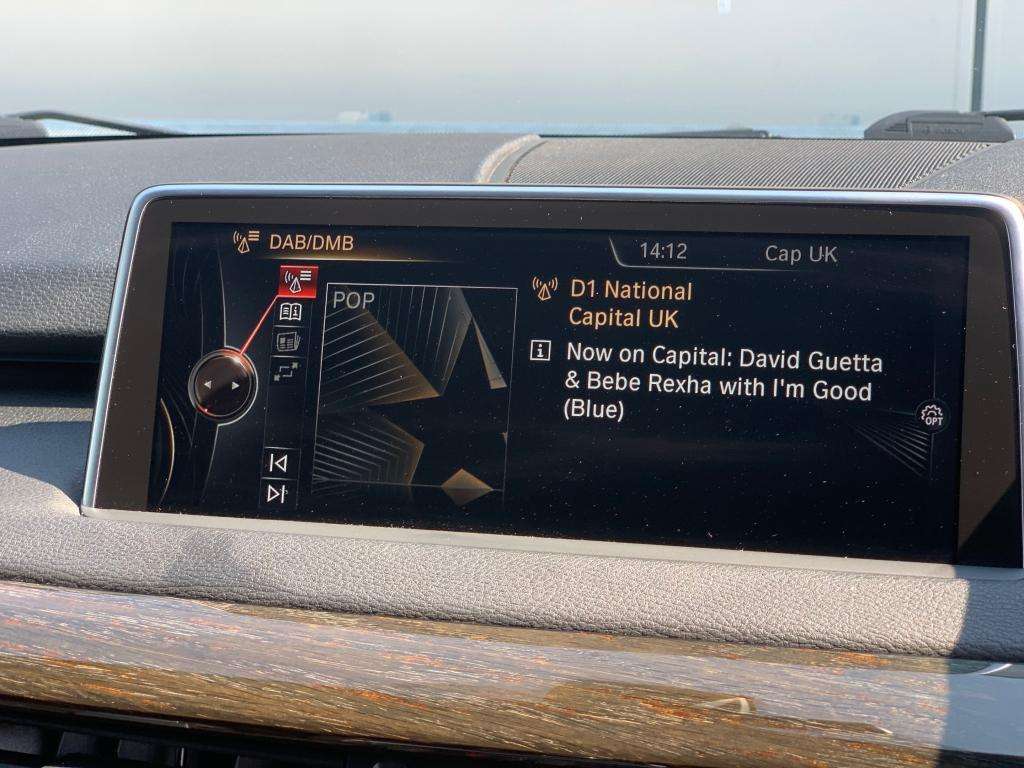 DAB/DMB
14:12
Cap UK
POP
D1 National
Capital UK
Now on Capital: David Guetta
& Bebe Rexha with I'm Good
(Blue)
OPT